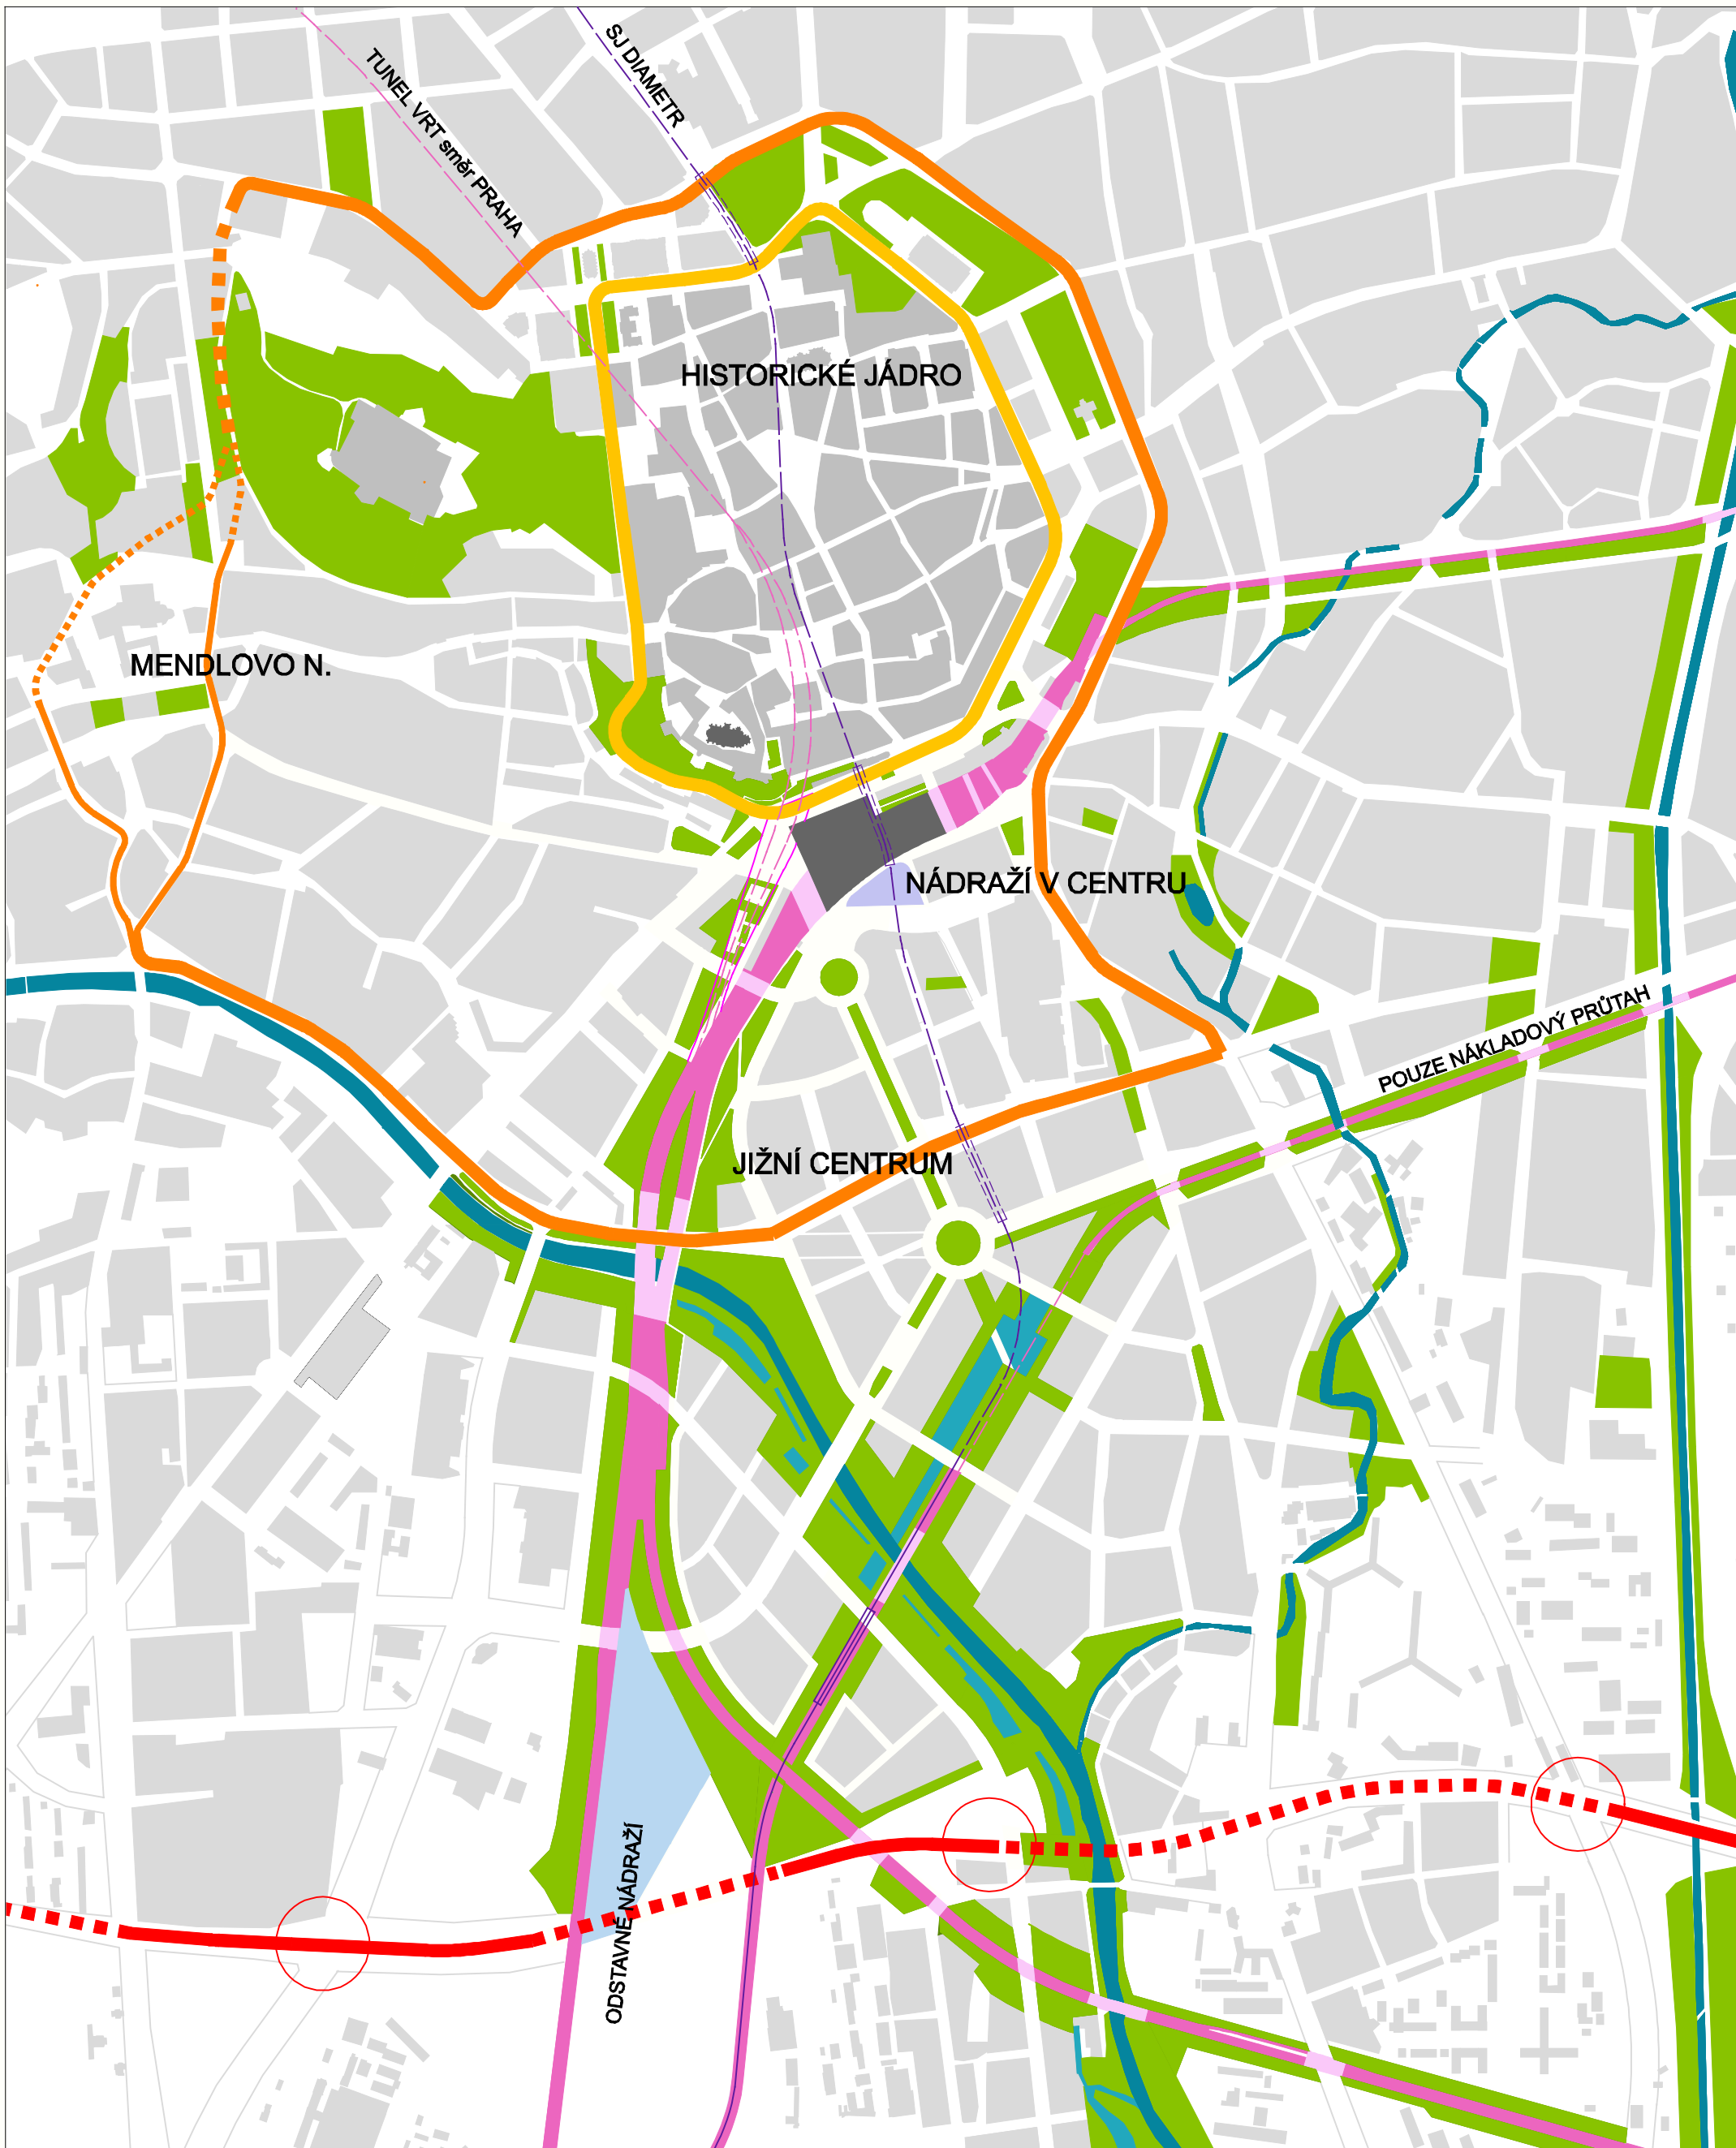 SJ DIAMETR
TUNEL VRT směr PRAHA
HISTORICKÉ JÁDRO
MENDLOVO N.
NÁDRAŽÍ V CENTRU
POUZE NÁKLADOVÝ PRŮTAH
JIŽNÍ CENTRUM
ODSTAVNÉ NÁDRAŽÍ